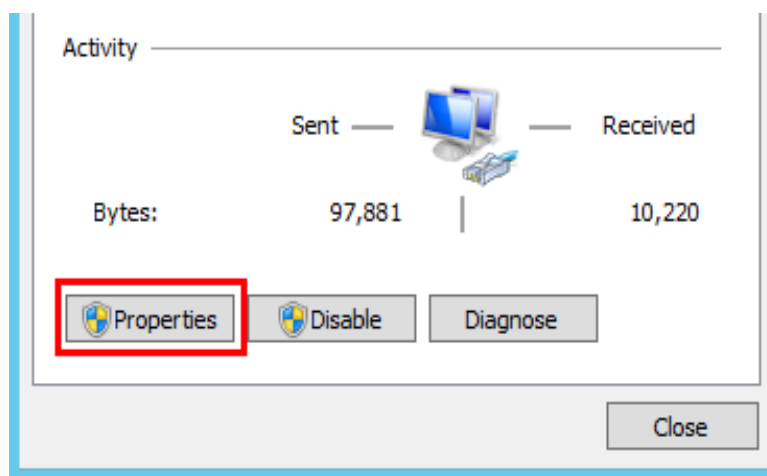 Activity
Sent Received
Bytes: 97,881 10,220
Properties Disable Diagnose
Close